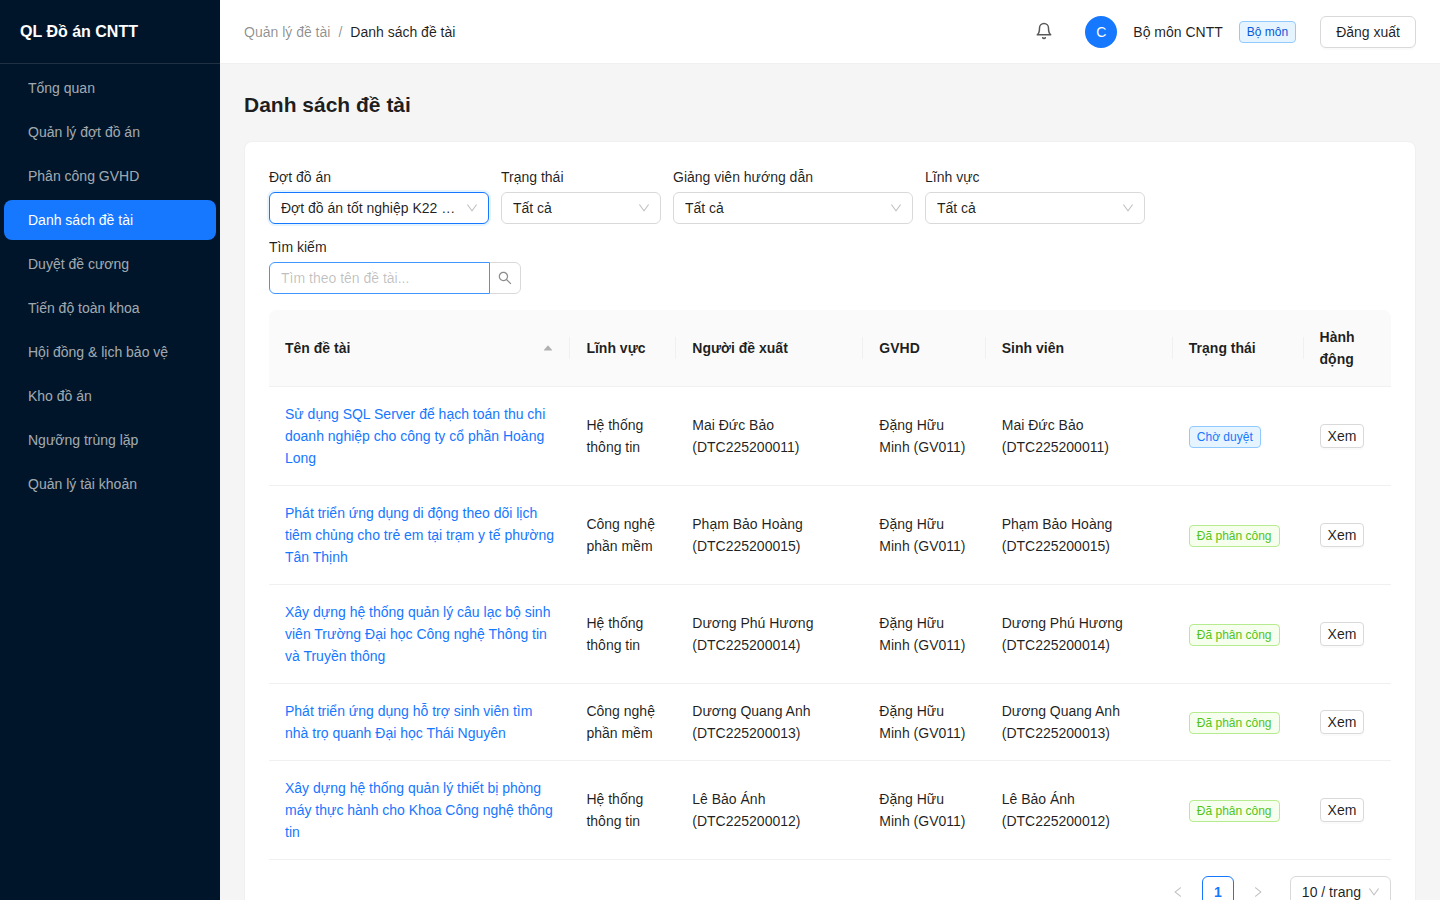 QL Đồ án CNTT
Tổng quan
Quản lý đợt đồ án
Phân công GVHD
Danh sách đề tài
Duyệt đề cương
Tiến độ toàn khoa
Hội đồng & lịch bảo vệ
Kho đồ án
Ngưỡng trùng lặp
Quản lý tài khoản
Quản lý đề tài / Danh sách đề tài
C Bộ môn CNTT Bộ môn Đăng xuất
Danh sách đề tài
Đợt đồ án Trạng thái Giảng viên hướng dẫn Lĩnh vực
Đợt đồ án tốt nghiệp K22 ... Tất cả Tất cả Tất cả
Tìm kiếm
Tìm theo tên đề tài...
Tên đề tài Lĩnh vực Người đề xuất GVHD Sinh viên Trạng thái Hành
động
Sử dụng SQL Server để hạch toán thu chi
doanh nghiệp cho công ty cổ phần Hoàng
Long
Hệ thống
thông tin
Mai Đức Bảo
(DTC225200011)
Đặng Hữu
Minh (GV011)
Mai Đức Bảo
(DTC225200011)
Chờ duyệt
Xem
Phát triển ứng dụng di động theo dõi lịch
tiêm chủng cho trẻ em tại trạm y tế phường
Tân Thịnh
Công nghệ
phần mềm
Phạm Bảo Hoàng
(DTC225200015)
Đặng Hữu
Minh (GV011)
Phạm Bảo Hoàng
(DTC225200015)
Đã phân công
Xem
Xây dựng hệ thống quản lý câu lạc bộ sinh
viên Trường Đại học Công nghệ Thông tin
và Truyền thông
Hệ thống
thông tin
Dương Phú Hương
(DTC225200014)
Đặng Hữu
Minh (GV011)
Dương Phú Hương
(DTC225200014)
Đã phân công
Xem
Phát triển ứng dụng hỗ trợ sinh viên tìm
nhà trọ quanh Đại học Thái Nguyên
Công nghệ
phần mềm
Dương Quang Anh
(DTC225200013)
Đặng Hữu
Minh (GV011)
Dương Quang Anh
(DTC225200013)
Đã phân công
Xem
Xây dựng hệ thống quản lý thiết bị phòng
máy thực hành cho Khoa Công nghệ thông
tin
Hệ thống
thông tin
Lê Bảo Ánh
(DTC225200012)
Đặng Hữu
Minh (GV011)
Lê Bảo Ánh
(DTC225200012)
Đã phân công
Xem
1 10 / trang